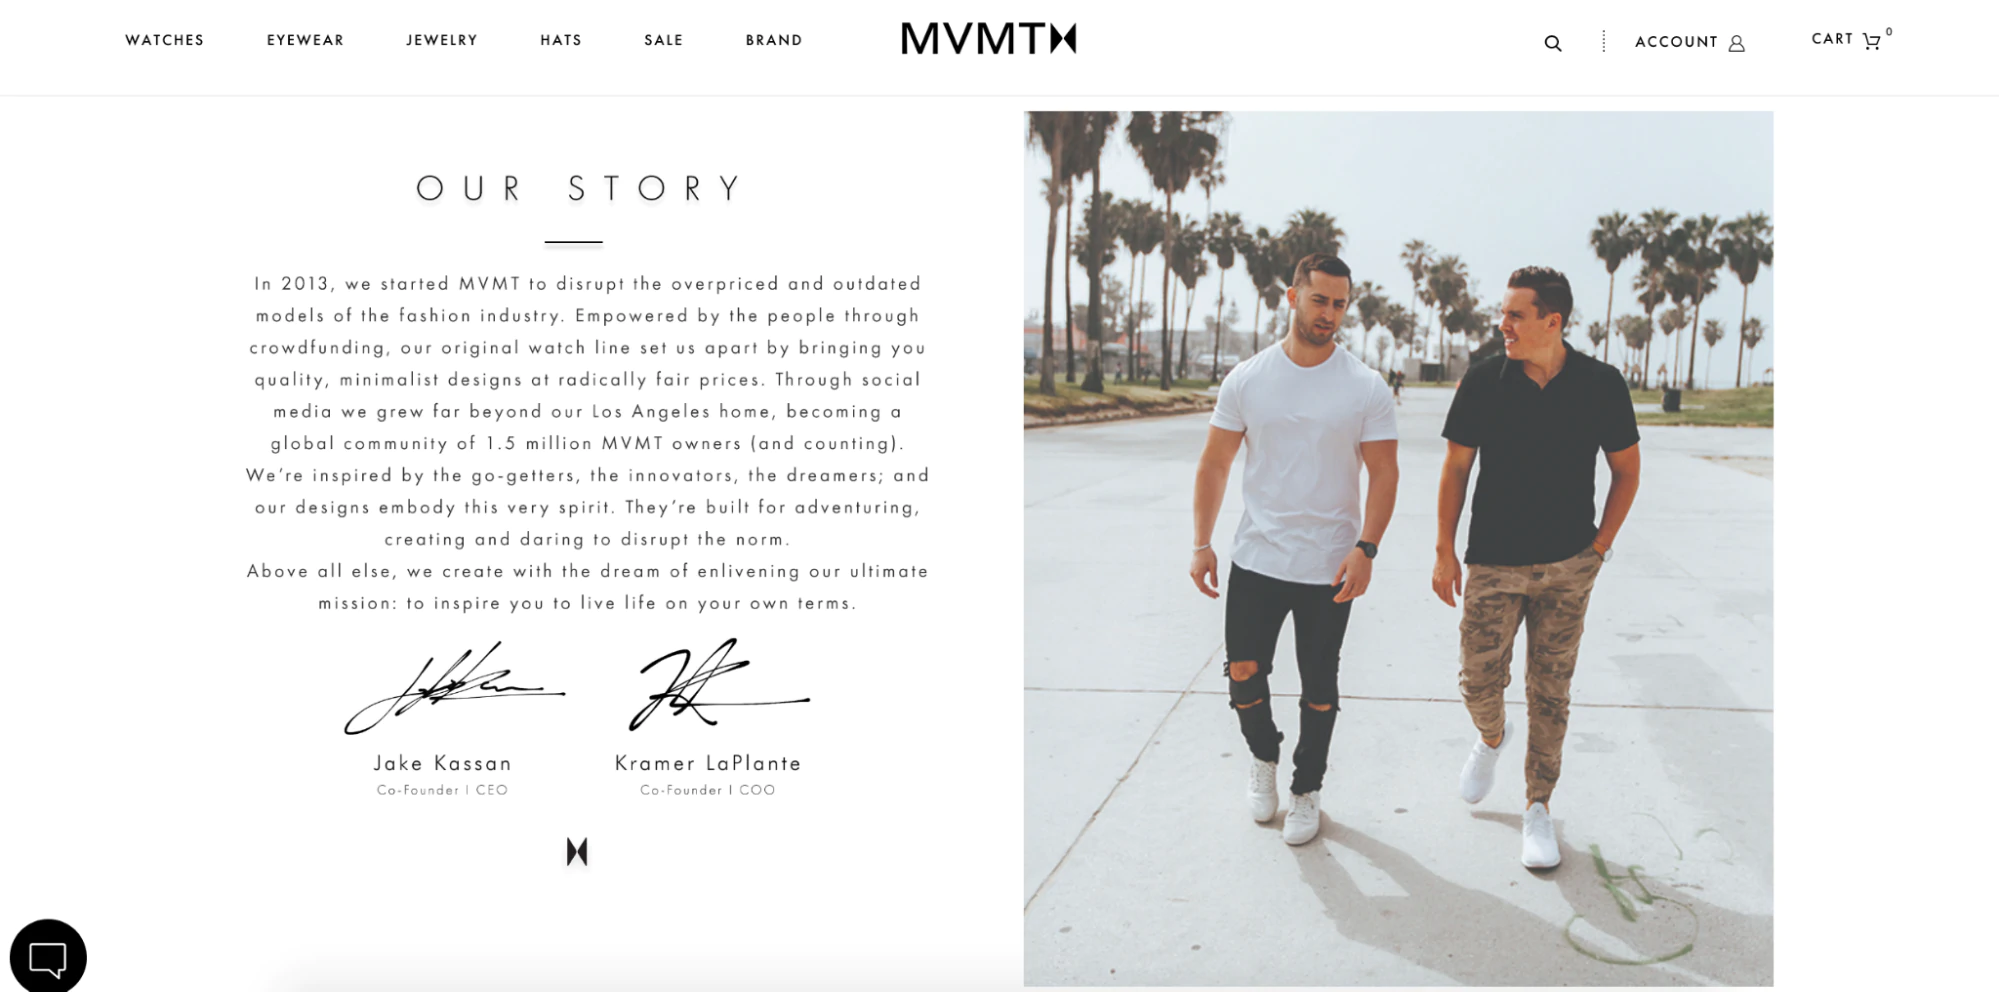 WATCHES EYEWEAR JEWELRY HATS SALE BRAND MVMT ACCOUNT CART 0
OUR STORY
In 2013, we started MVMT to disrupt the overpriced and outdated
models of the fashion industry. Empowered by the people through
crowdfunding, our original watch line set us apart by bringing you
quality, minimalist designs at radically fair prices. Through social
media we grew far beyond our Los Angeles home, becoming a
global community of 1.5 million MVMT owners (and counting).
We’re inspired by the go-getters, the innovators, the dreamers; and
our designs embody this very spirit. They’re built for adventuring,
creating and daring to disrupt the norm.
Above all else, we create with the dream of enlivening our ultimate
mission: to inspire you to live life on your own terms.
Jake Kassan Kramer LaPlante
Co-Founder | CEO Co-Founder | COO